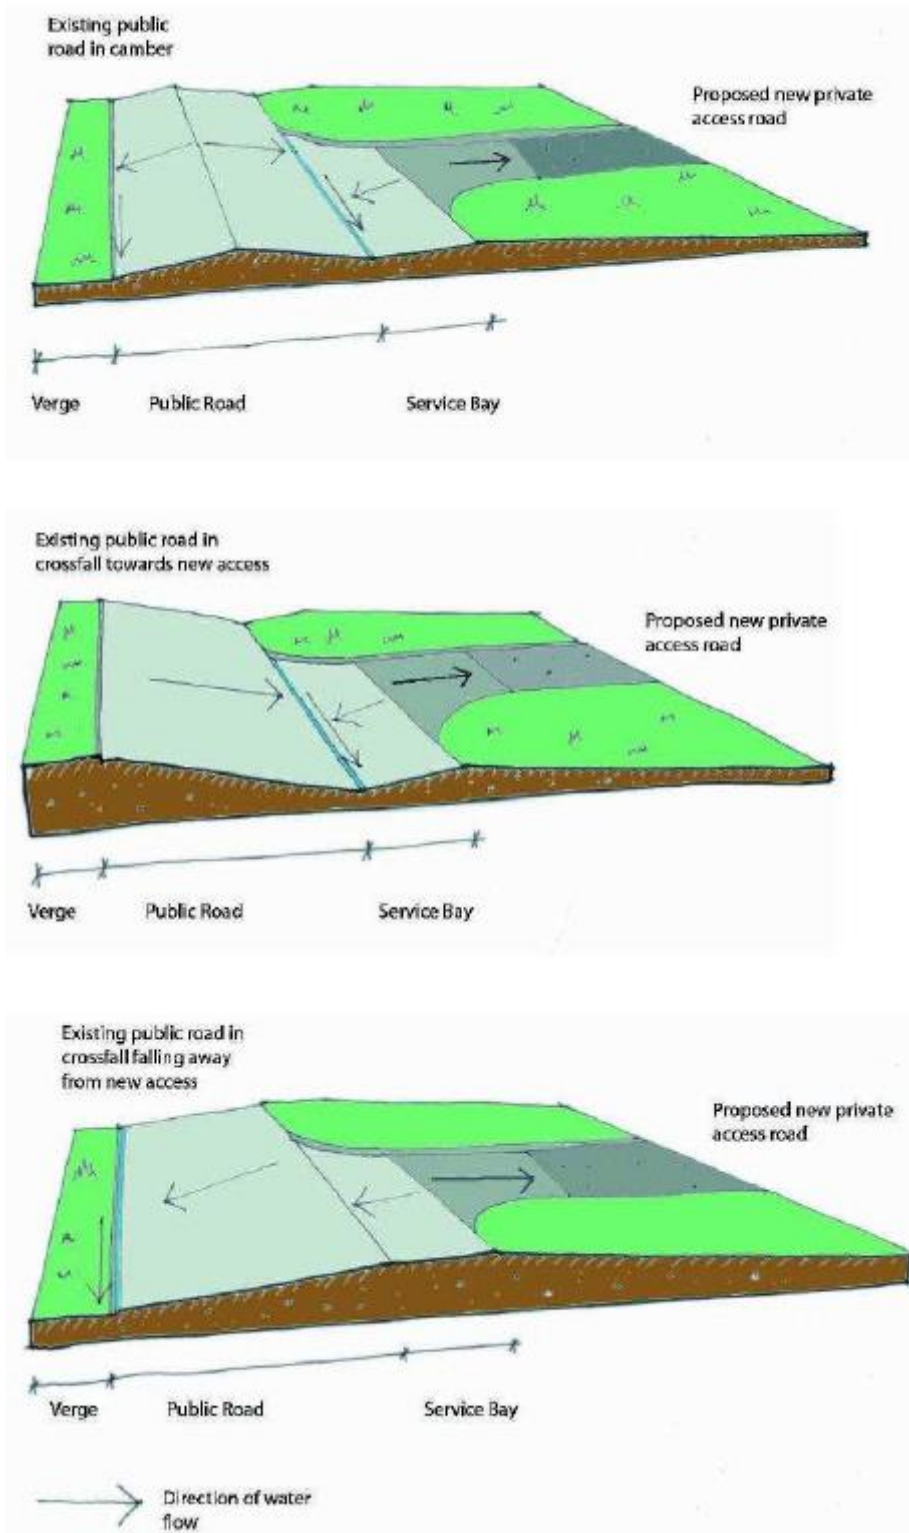 Existing public
road in camber
Proposed new private
access road
Verge
Public Road
Service Bay
Existing public road in
crossfall towards new access
Proposed new private
access road
Verge
Public Road
Service Bay
Existing public road in
crossfall falling away
from new access
Proposed new private
access road
Verge
Public Road
Service Bay
Direction of water
flow